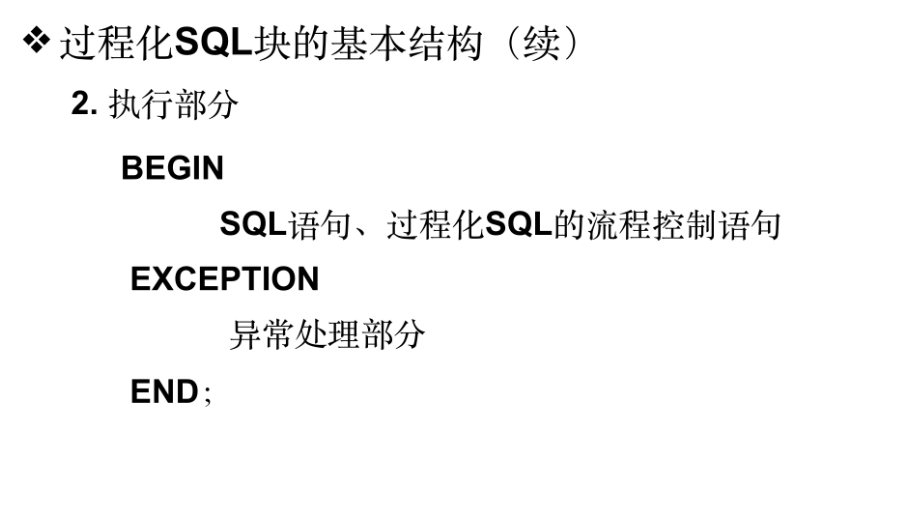 ❖ 过程化SQL块的基本结构（续）
2. 执行部分
BEGIN
SQL语句、过程化SQL的流程控制语句
EXCEPTION
异常处理部分
END；